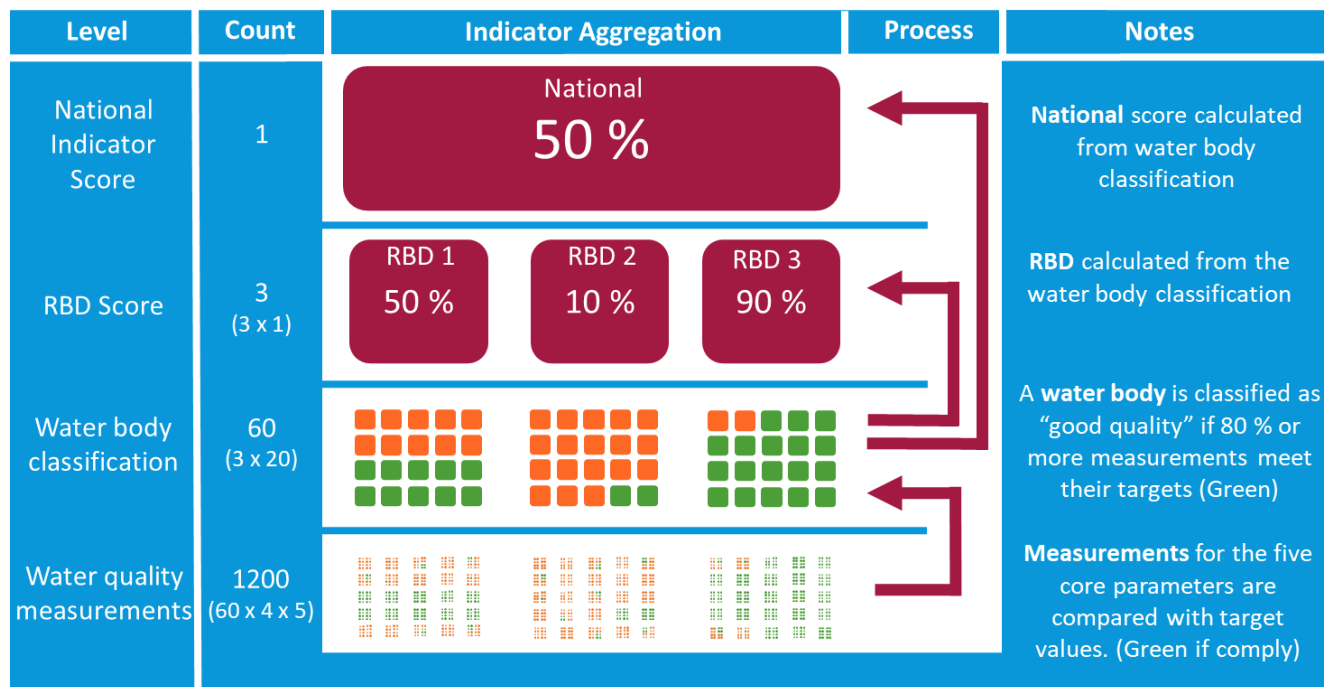 Level
Count
Indicator Aggregation
Process
Notes
National
Indicator
Score
1
National
50 %
National score calculated
from water body
classification
RBD Score
3
(3 x 1)
RBD 1
50 %
RBD 2
10 %
RBD 3
90 %
RBD calculated from the
water body classification
Water body
classification
60
(3 x 20)
A water body is classified as
“good quality” if 80 % or
more measurements meet
their targets (Green)
Water quality
measurements
1200
(60 x 4 x 5)
Measurements for the five
core parameters are
compared with target
values. (Green if comply)